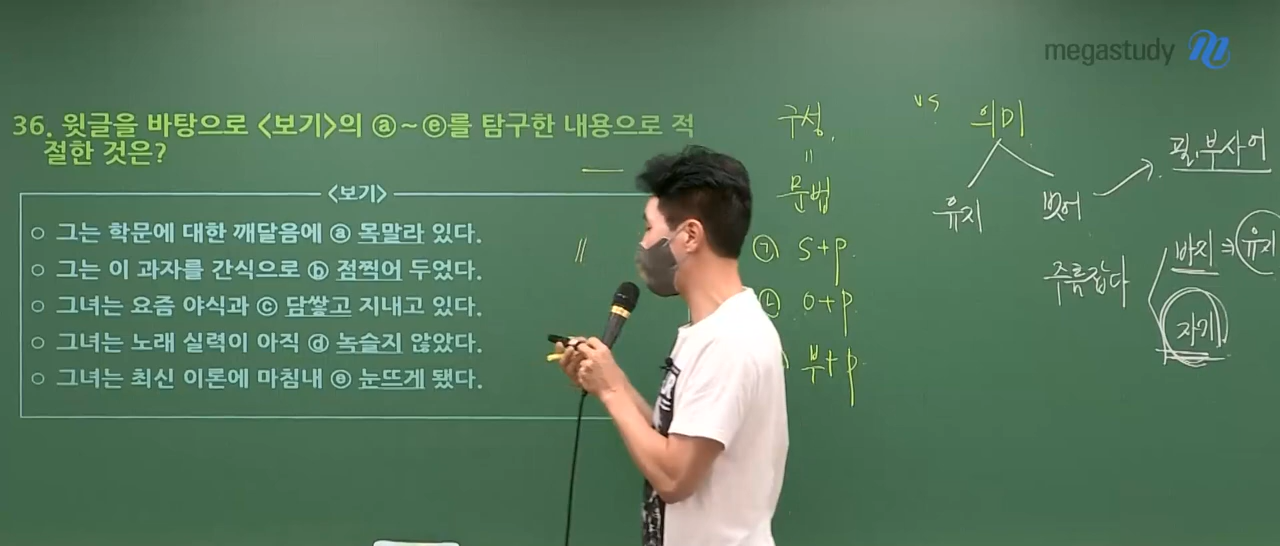 megastudy
36. 윗글을 바탕으로 <보기>의 ⓐ~ⓔ를 탐구한 내용으로 적
절한 것은?
<보기>
○ 그는 학문에 대한 깨달음에 ⓐ 목말라 있다.
○ 그는 이 과자를 간식으로 ⓑ 점찍어 두었다.
○ 그녀는 요즘 야식과 ⓒ 담쌓고 지내고 있다.
○ 그녀는 노래 실력이 아직 ⓓ 녹슬지 않았다.
○ 그녀는 최신 이론에 마침내 ⓔ 눈뜨게 됐다.
구성
=
문법
㉠ S+p
㉡ O+p
부+p
vs
의미
유지
벗어
필.부사어
주름잡다
바지 ⇒ 유지
자기